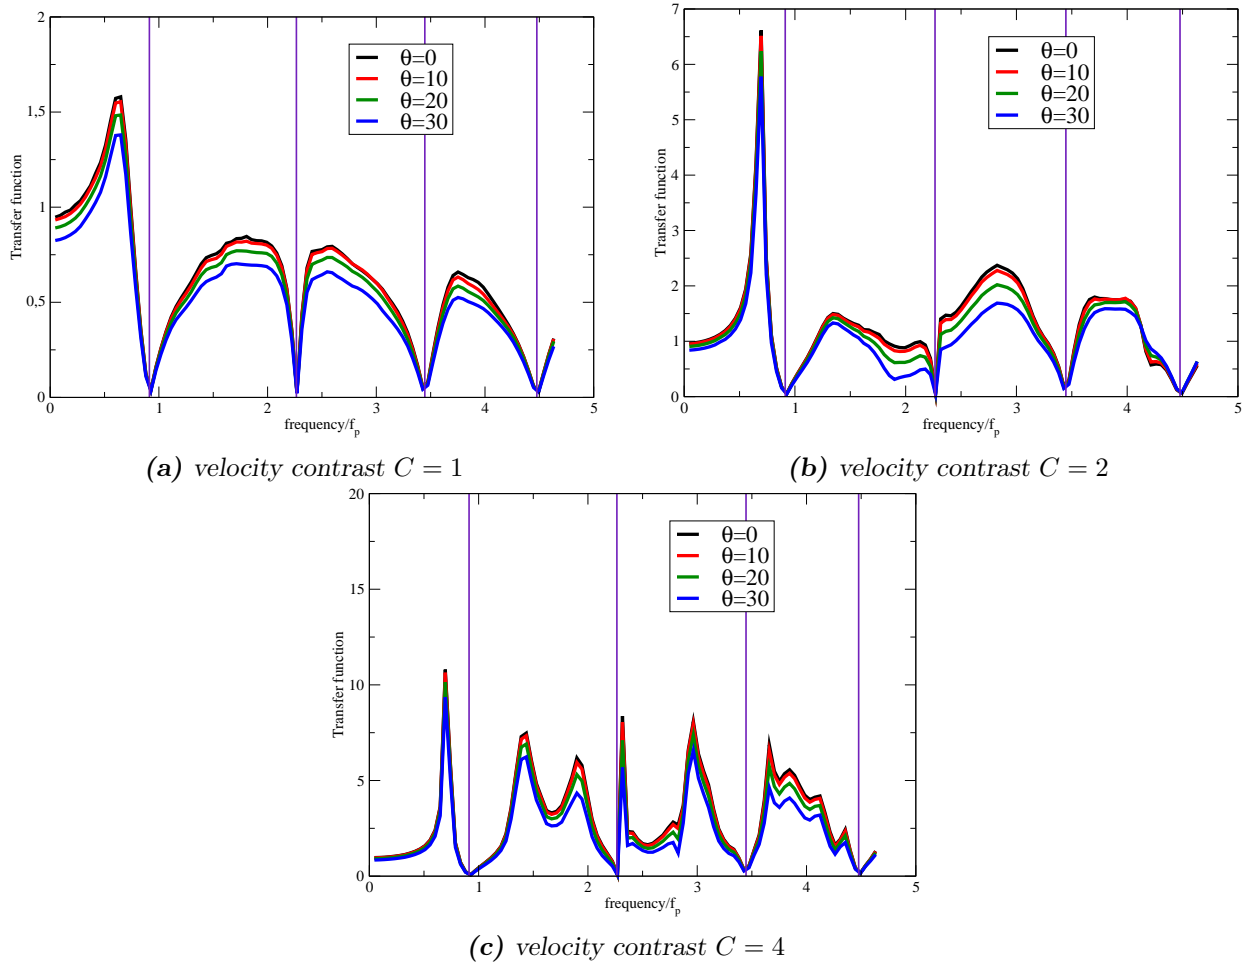 2
1.5
1
0.5
0
Transfer function
θ=0
θ=10
θ=20
θ=30
0 1 2 3 4 5
frequency/fp
(a) velocity contrast C = 1
7
6
5
4
3
2
1
0
Transfer function
θ=0
θ=10
θ=20
θ=30
0 1 2 3 4 5
frequency/fp
(b) velocity contrast C = 2
20
15
10
5
0
Transfer function
θ=0
θ=10
θ=20
θ=30
0 1 2 3 4 5
frequency/fp
(c) velocity contrast C = 4